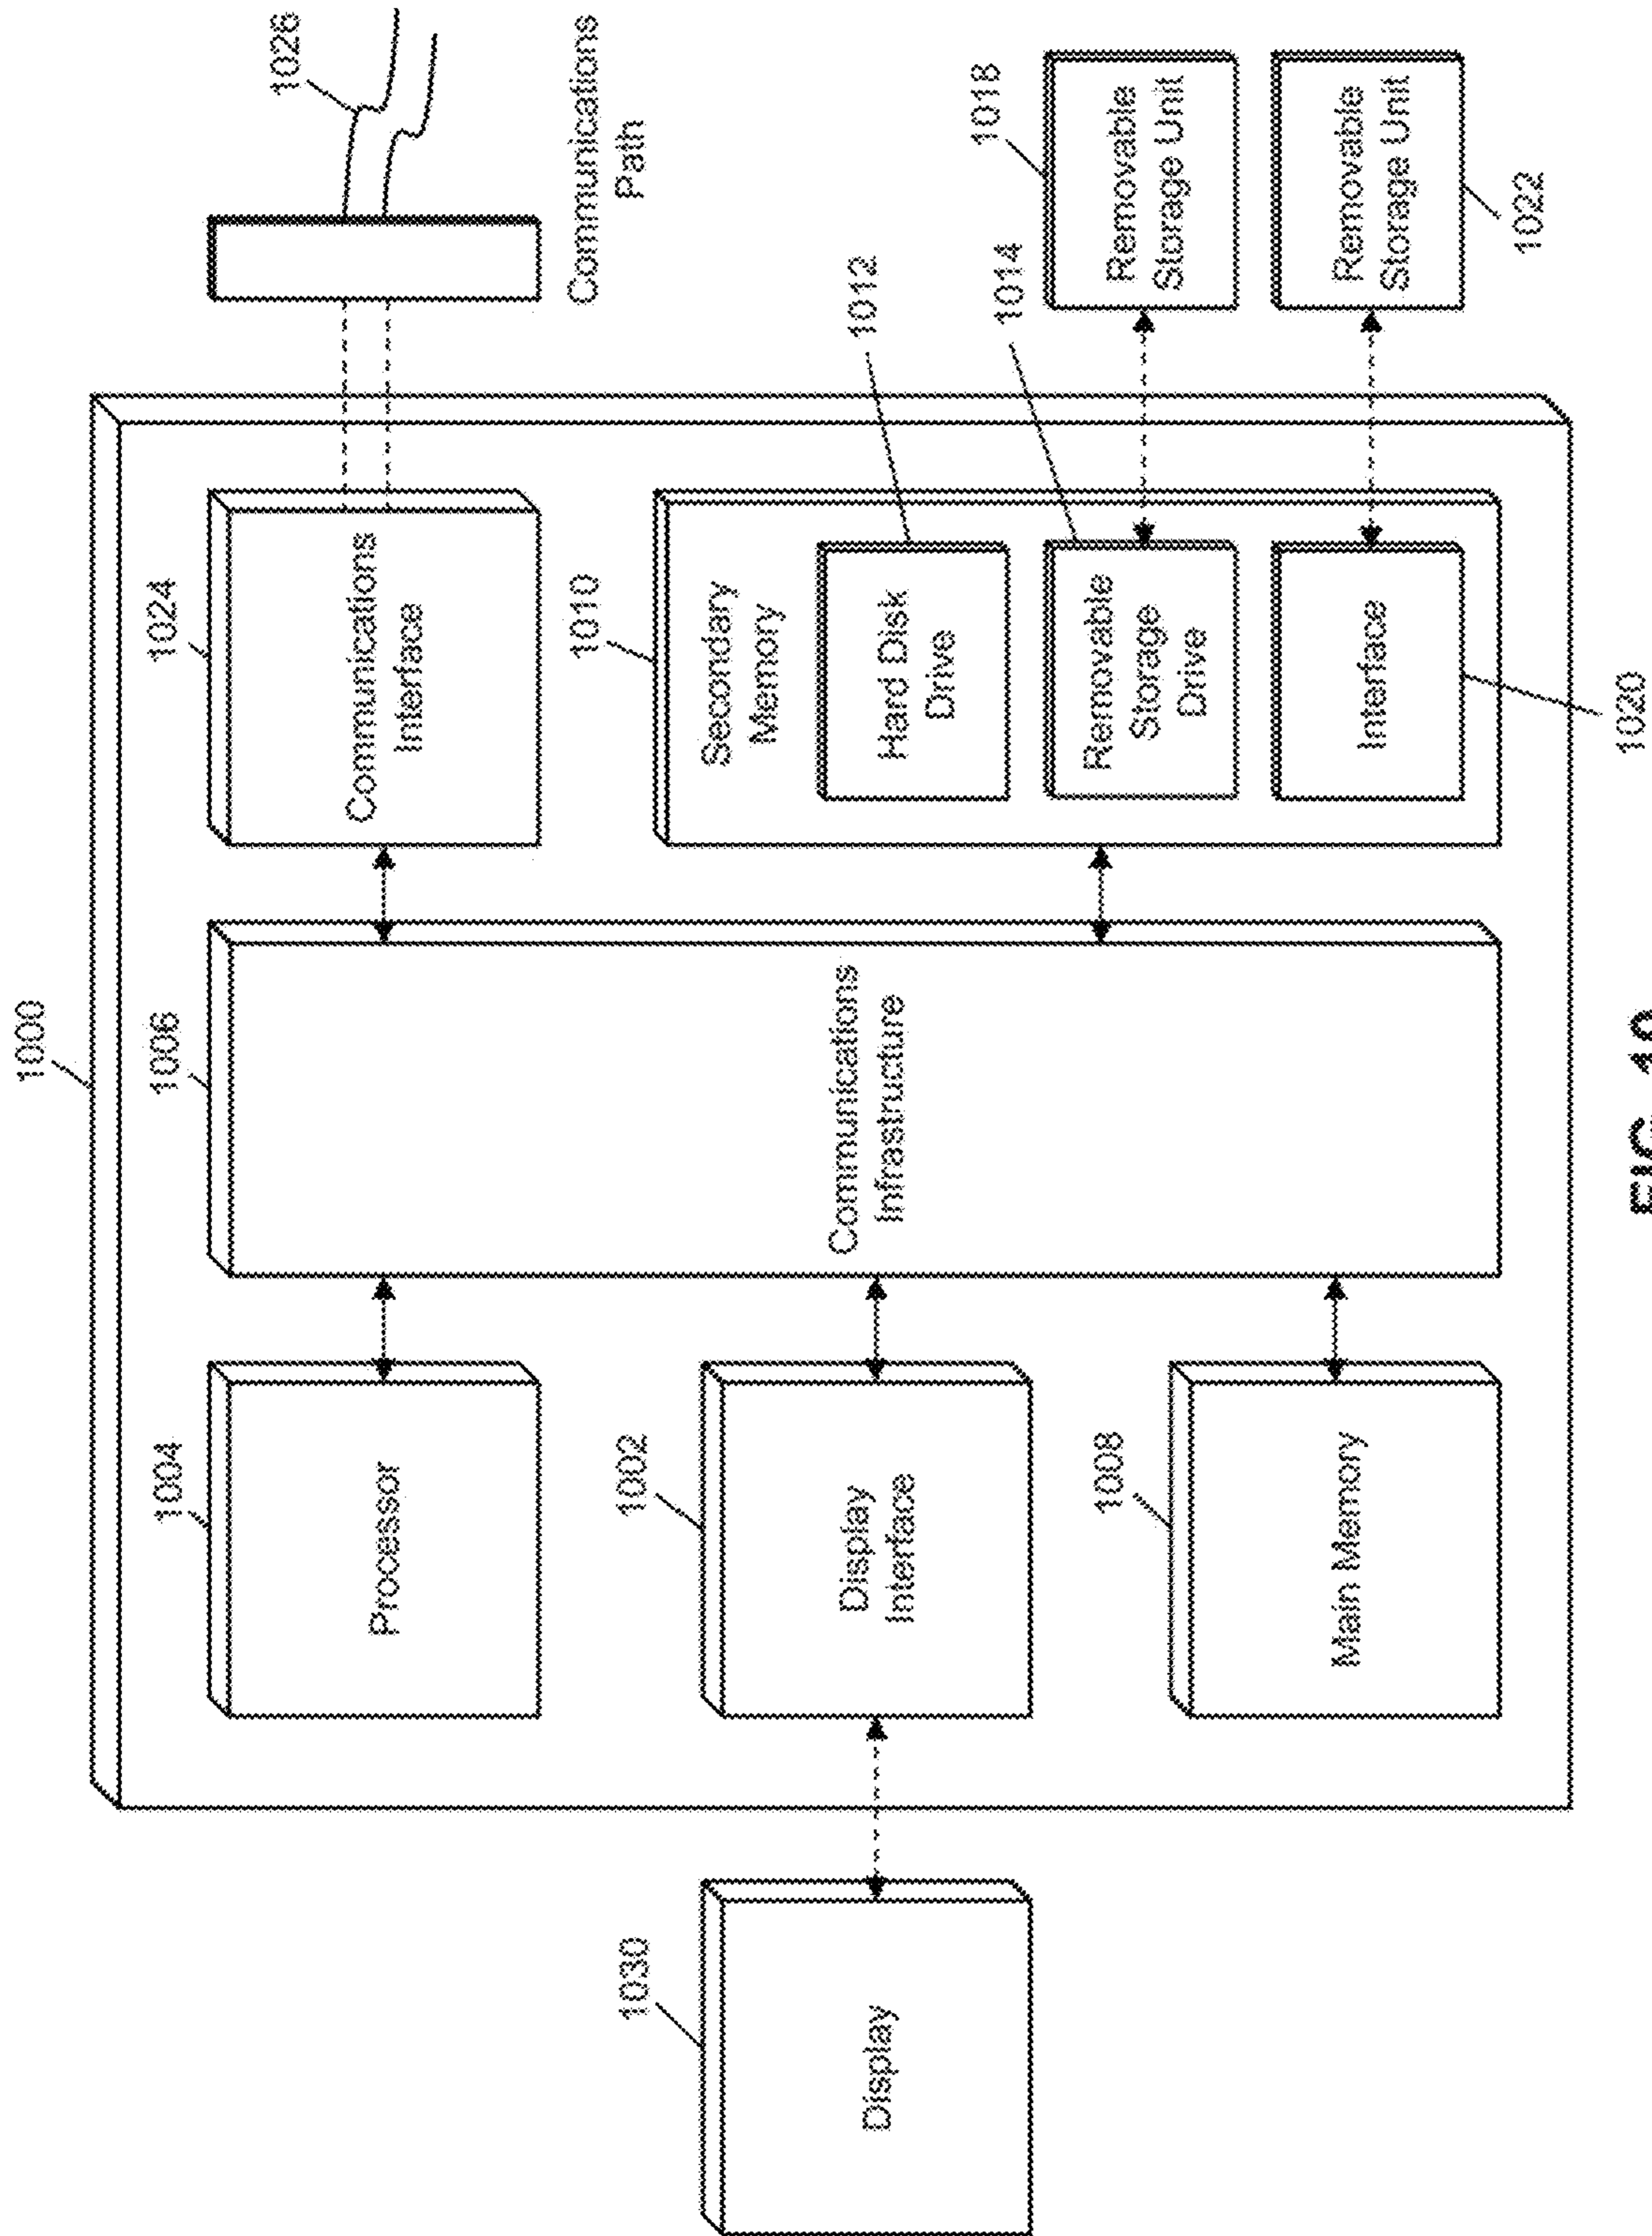 1000
1004
Processor
1006
1024
Communications
Interface
1026
Communications
Path
1030
Display
1002
Display
Interface
Communications
Infrastructure
1010
Secondary
Memory
1012
Hard Disk
Drive
1014
Removable
Storage
Drive
1018
Removable
Storage Unit
1008
Main Memory
Interface
1020
Removable
Storage Unit
1022
FIG. 10